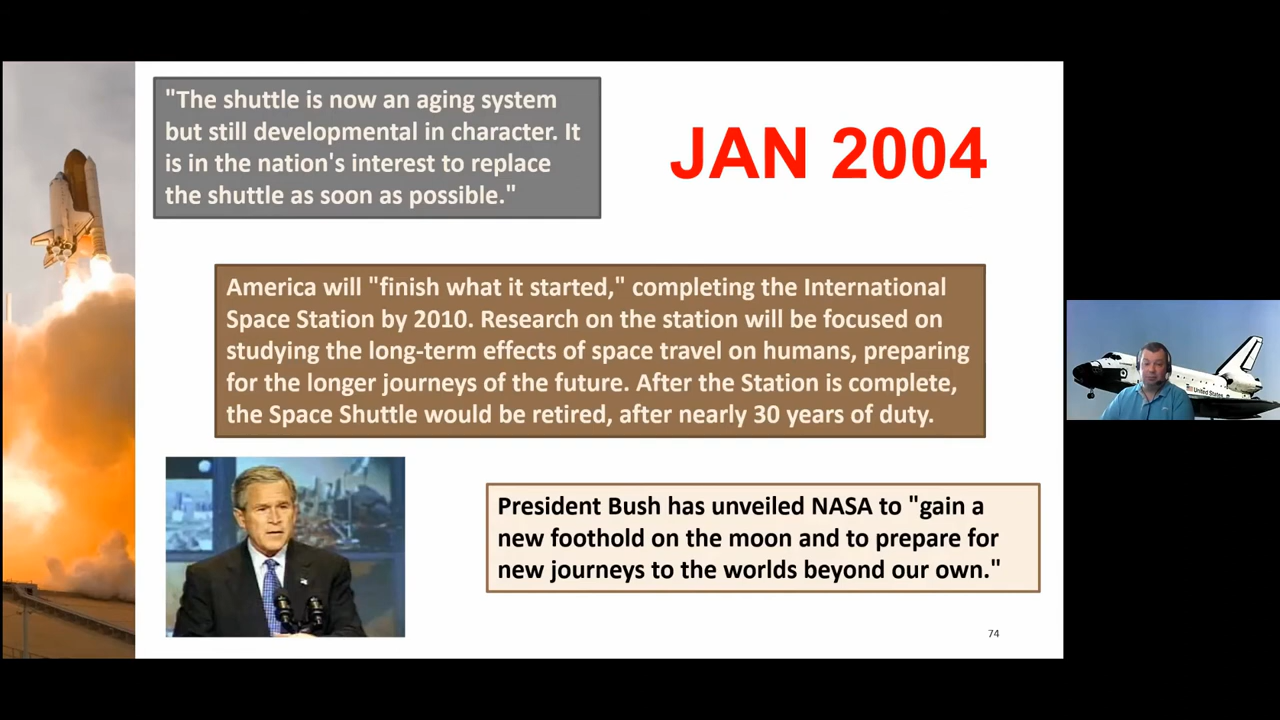 "The shuttle is now an aging system
but still developmental in character. It
is in the nation's interest to replace
the shuttle as soon as possible."
JAN 2004
America will "finish what it started," completing the International
Space Station by 2010. Research on the station will be focused on
studying the long-term effects of space travel on humans, preparing
for the longer journeys of the future. After the Station is complete,
the Space Shuttle would be retired, after nearly 30 years of duty.
President Bush has unveiled NASA to "gain a
new foothold on the moon and to prepare for
new journeys to the worlds beyond our own."
74
United States